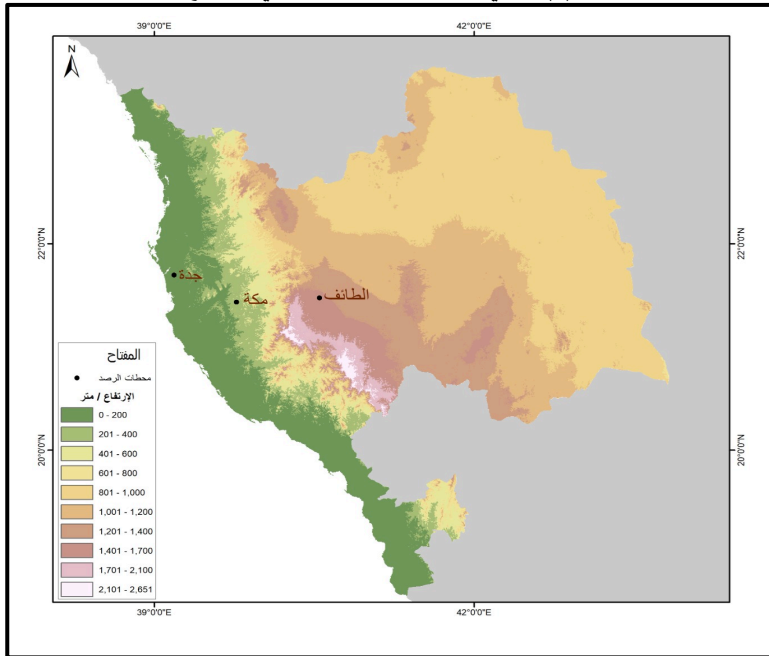 39°0'0"E
42°0'0"E
N
22°0'0"N
22°0'0"N
جدة
مكة
الطائف
20°0'0"N
20°0'0"N
المفتاح
محطات الرصد
الإرتفاع / متر
0 - 200
201 - 400
401 - 600
601 - 800
801 - 1,000
1,001 - 1,200
1,201 - 1,400
1,401 - 1,700
1,701 - 2,100
2,101 - 2,651
39°0'0"E
42°0'0"E